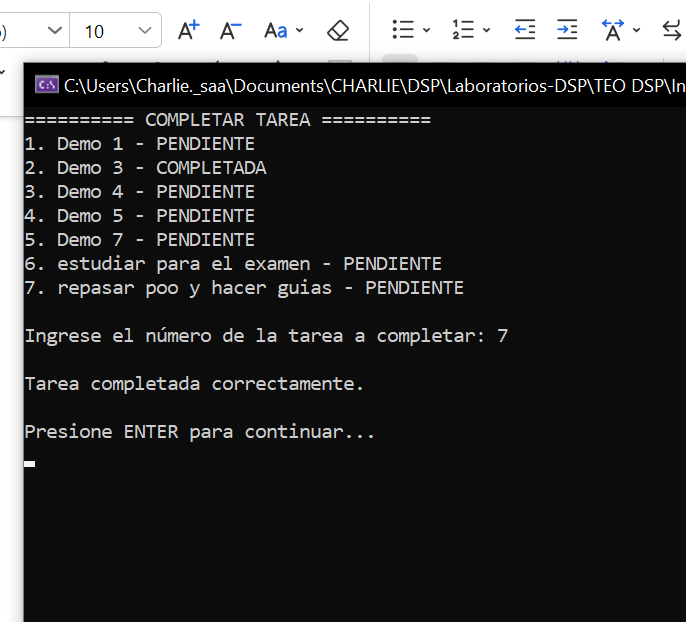 10
A+
A-
Aa
C:\Users\Charlie._saa\Documents\CHARLIE\DSP\Laboratorios-DSP\TEO DSP\In
========== COMPLETAR TAREA ==========
1. Demo 1 - PENDIENTE
2. Demo 3 - COMPLETADA
3. Demo 4 - PENDIENTE
4. Demo 5 - PENDIENTE
5. Demo 7 - PENDIENTE
6. estudiar para el examen - PENDIENTE
7. repasar poo y hacer guias - PENDIENTE
Ingrese el número de la tarea a completar: 7
Tarea completada correctamente.
Presione ENTER para continuar...